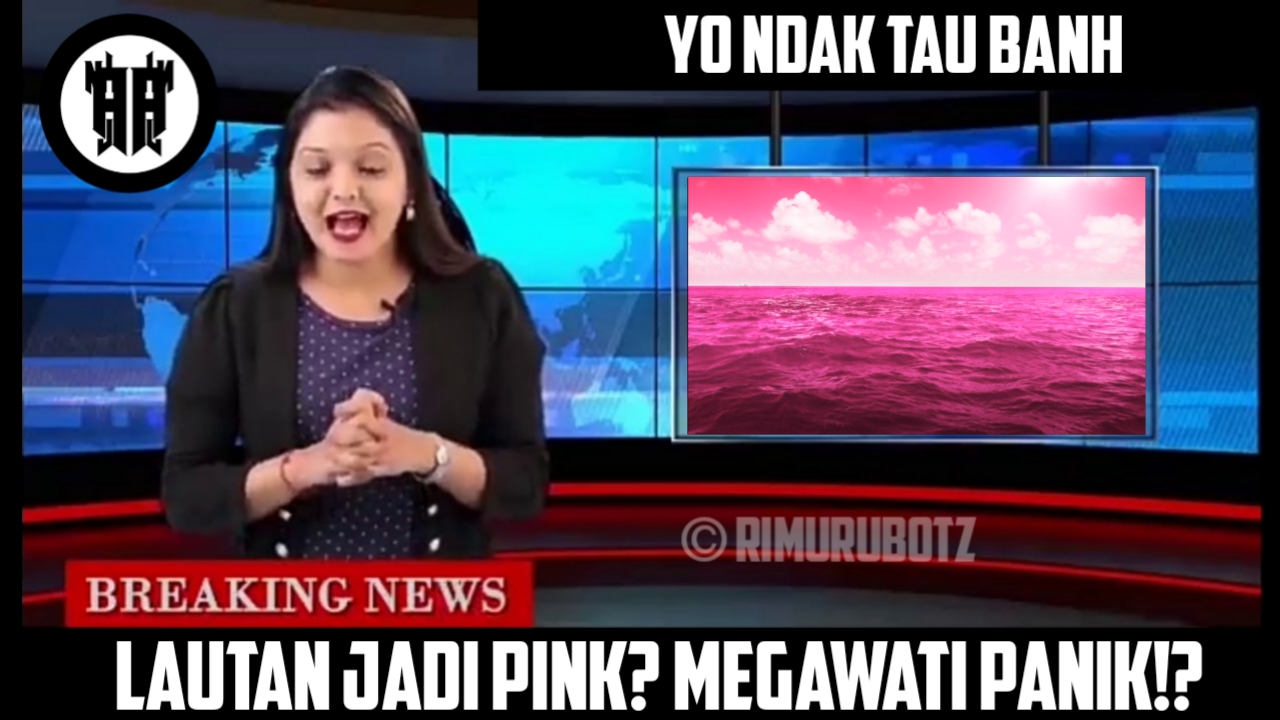 YO NDAK TAU BANH
© RIMURUBOTZ
BREAKING NEWS
LAUTAN JADI PINK? MEGAWATI PANIK!?